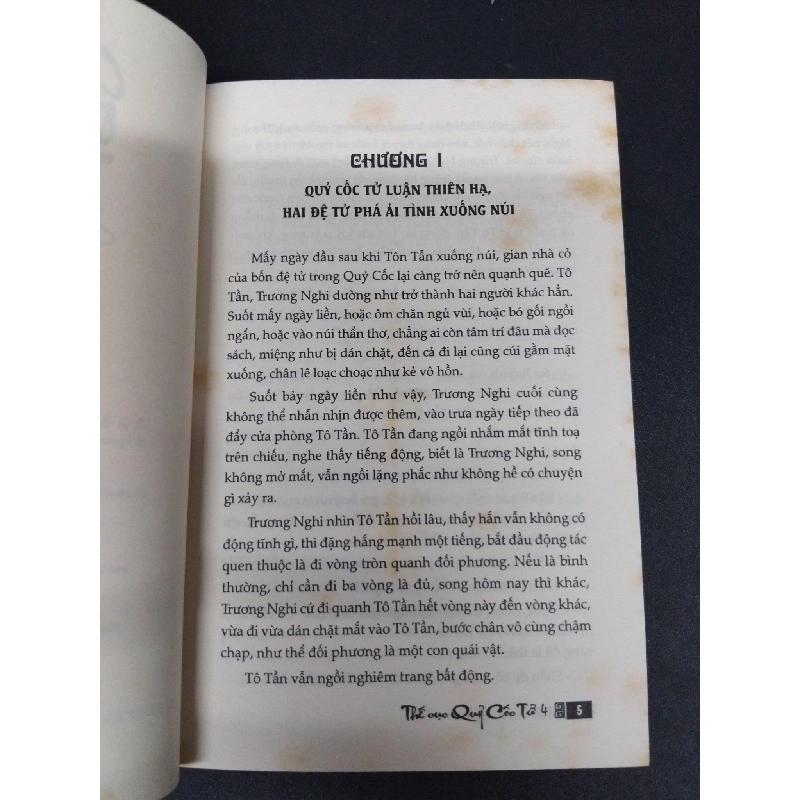 CHƯƠNG I
QUỶ CỐC TỬ LUẬN THIÊN HẠ,
HAI ĐỆ TỬ PHÁ ẢI TÌNH XUỐNG NÚI
Mấy ngày đầu sau khi Tôn Tẫn xuống núi, gian nhà cỏ
của bốn đệ tử trong Quỷ Cốc lại càng trở nên quạnh quẽ. Tô
Tần, Trương Nghi dường như trở thành hai người khác hẳn.
Suốt mấy ngày liền, hoặc ôm chăn ngủ vùi, hoặc bó gối ngồi
ngẩn, hoặc vào núi thẩn thơ, chẳng ai còn tâm trí đâu mà đọc
sách, miệng như bị dán chặt, đến cả đi lại cũng cúi gằm mặt
xuống, chân lê loạc choạc như kẻ vô hồn.
Suốt bảy ngày liền như vậy, Trương Nghi cuối cùng
không thể nhẫn nhịn được thêm, vào trưa ngày tiếp theo đã
đẩy cửa phòng Tô Tần. Tô Tần đang ngồi nhắm mắt tĩnh toạ
trên chiếu, nghe thấy tiếng động, biết là Trương Nghi, song
không mở mắt, vẫn ngồi lặng phắc như không hề có chuyện
gì xảy ra.
Trương Nghi nhìn Tô Tần hồi lâu, thấy hắn vẫn không có
động tĩnh gì, thì đặng hắng mạnh một tiếng, bắt đầu động tác
quen thuộc là đi vòng tròn quanh đối phương. Nếu là bình
thường, chỉ cần đi ba vòng là đủ, song hôm nay thì khác,
Trương Nghi cứ đi quanh Tô Tần hết vòng này đến vòng khác,
vừa đi vừa dán chặt mắt vào Tô Tần, bước chân vô cùng chậm
chạp, như thể đối phương là một con quái vật.
Tô Tần vẫn ngồi nghiêm trang bất động.
Thế cục Quỷ Cốc Tử 4 5